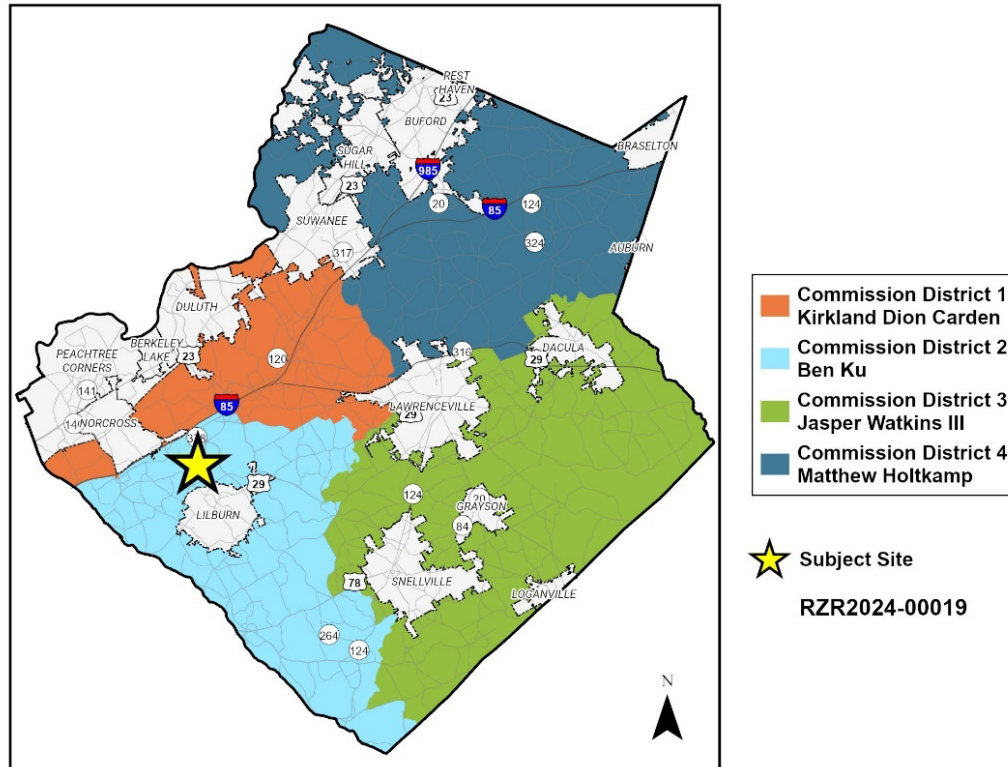 REST
HAVEN
23
BUFORD
BRASELTON
SUGAR
HILL
985
23
20
85
124
SUWANEE
324
317
AUBURN
DULUTH
BERKELEY
LAKE
23
PEACHTREE
CORNERS
120
316
DACULA
29
141
85
LAWRENCEVILLE
29
14
NORCROSS
29
LILBURN
124
20
GRAYSON
84
78
SNELLVILLE
LOGANVILLE
264
124
N
Commission District 1
Kirkland Dion Carden
Commission District 2
Ben Ku
Commission District 3
Jasper Watkins III
Commission District 4
Matthew Holtkamp
Subject Site
RZR2024-00019